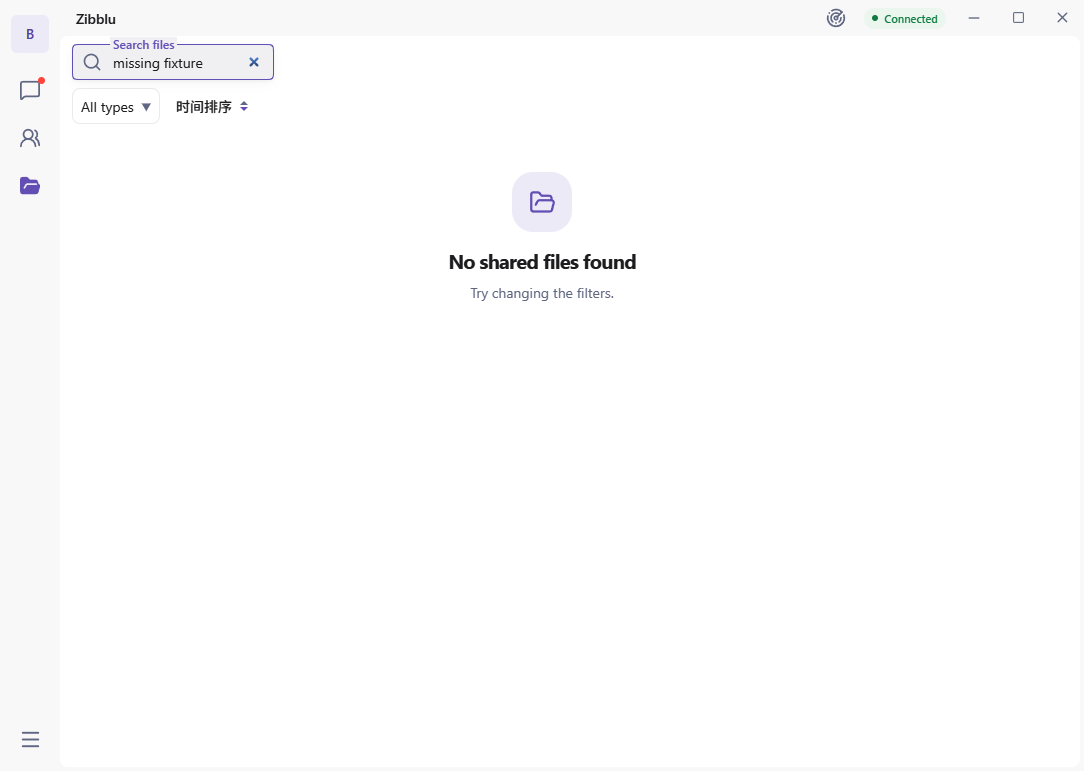 B
Zibblu
Connected
Search files
missing fixture
All types
时间排序
No shared files found
Try changing the filters.